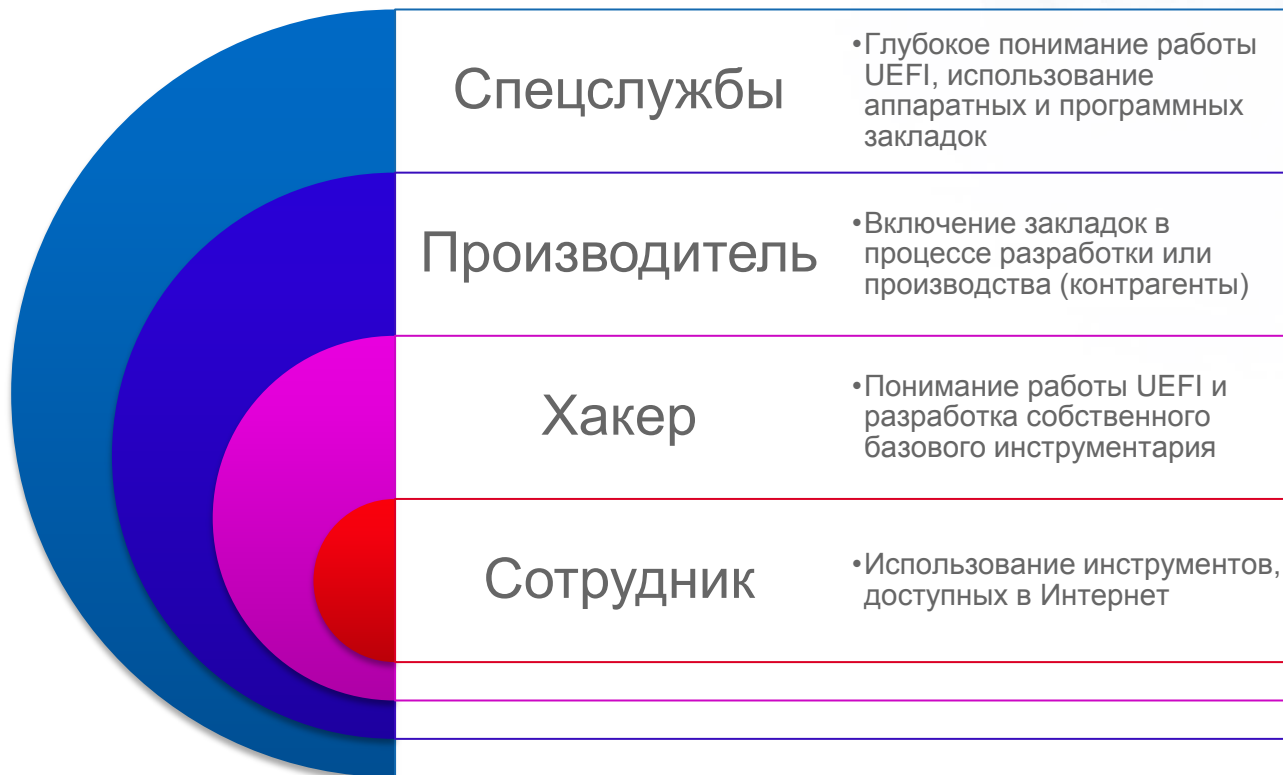 Спецслужбы
•Глубокое понимание работы
UEFI, использование
аппаратных и программных
закладок
Производитель
•Включение закладок в
процессе разработки или
производства (контрагенты)
Хакер
•Понимание работы UEFI и
разработка собственного
базового инструментария
Сотрудник
•Использование инструментов,
доступных в Интернет